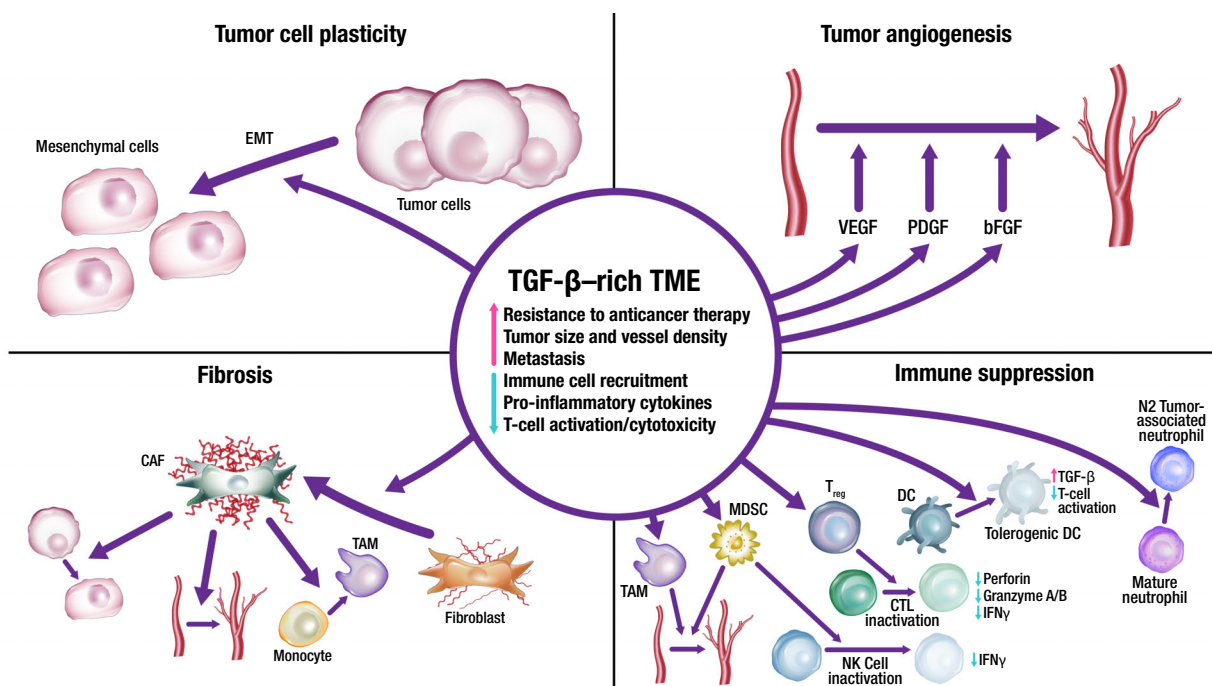 Tumor cell plasticity
EMT
Mesenchymal cells
Tumor cells
Tumor angiogenesis
VEGF
PDGF
bFGF
TGF-β–rich TME
Resistance to anticancer therapy
Tumor size and vessel density
Metastasis
Immune cell recruitment
Pro-inflammatory cytokines
T-cell activation/cytotoxicity
Fibrosis
CAF
TAM
Monocyte
Fibroblast
Immune suppression
N2 Tumor-
associated
neutrophil
Mature
neutrophil
DC
TGF-β
T-cell
activation
Tolerogenic DC
Treg
MDSC
TAM
CTL
inactivation
Perforin
Granzyme A/B
IFNγ
NK Cell
inactivation
IFNγ